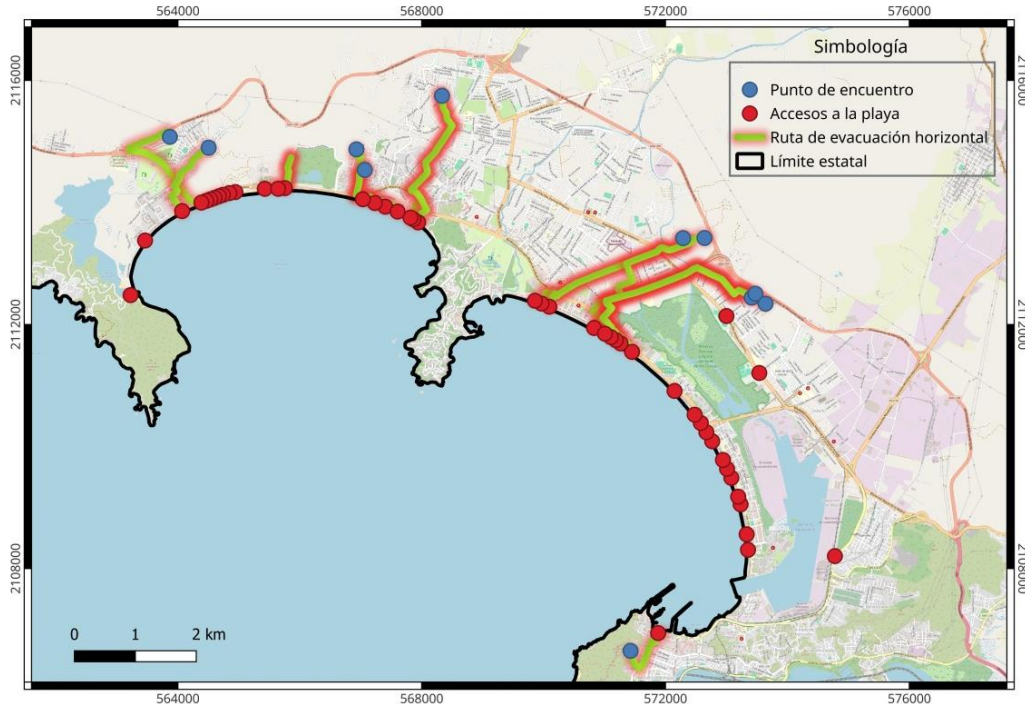 564000 568000 572000 576000
Simbología
Punto de encuentro
Accesos a la playa
Ruta de evacuación horizontal
Límite estatal
2116000 2116000
2112000 2112000
2108000 2108000
0 1 2 km
564000 568000 572000 576000